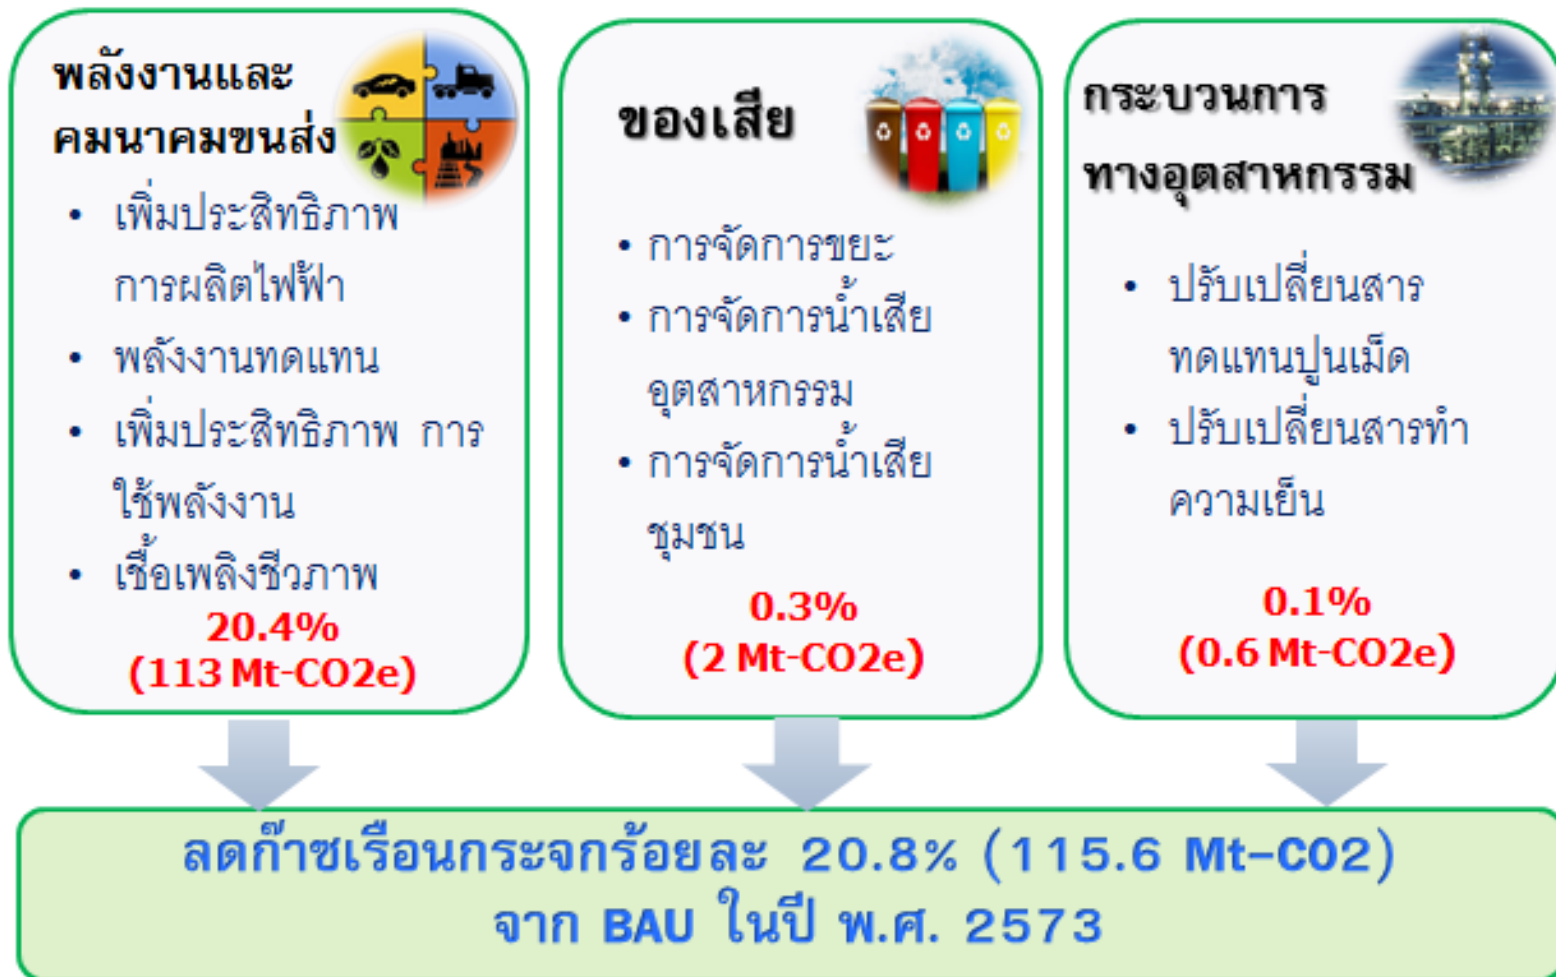 พลังงานและ
คมนาคมขนส่ง
• เพิ่มประสิทธิภาพ
การผลิตไฟฟ้า
• พลังงานทดแทน
• เพิ่มประสิทธิภาพ การ
ใช้พลังงาน
• เชื้อเพลิงชีวภาพ
20.4%
(113 Mt-CO2e)
ของเสีย
• การจัดการขยะ
• การจัดการน้ำเสีย
อุตสาหกรรม
• การจัดการน้ำเสีย
ชุมชน
0.3%
(2 Mt-CO2e)
กระบวนการ
ทางอุตสาหกรรม
• ปรับเปลี่ยนสาร
ทดแทนปูนเม็ด
• ปรับเปลี่ยนสารทำ
ความเย็น
0.1%
(0.6 Mt-CO2e)
ลดก๊าซเรือนกระจกร้อยละ 20.8% (115.6 Mt-CO2)
จาก BAU ในปี พ.ศ. 2573